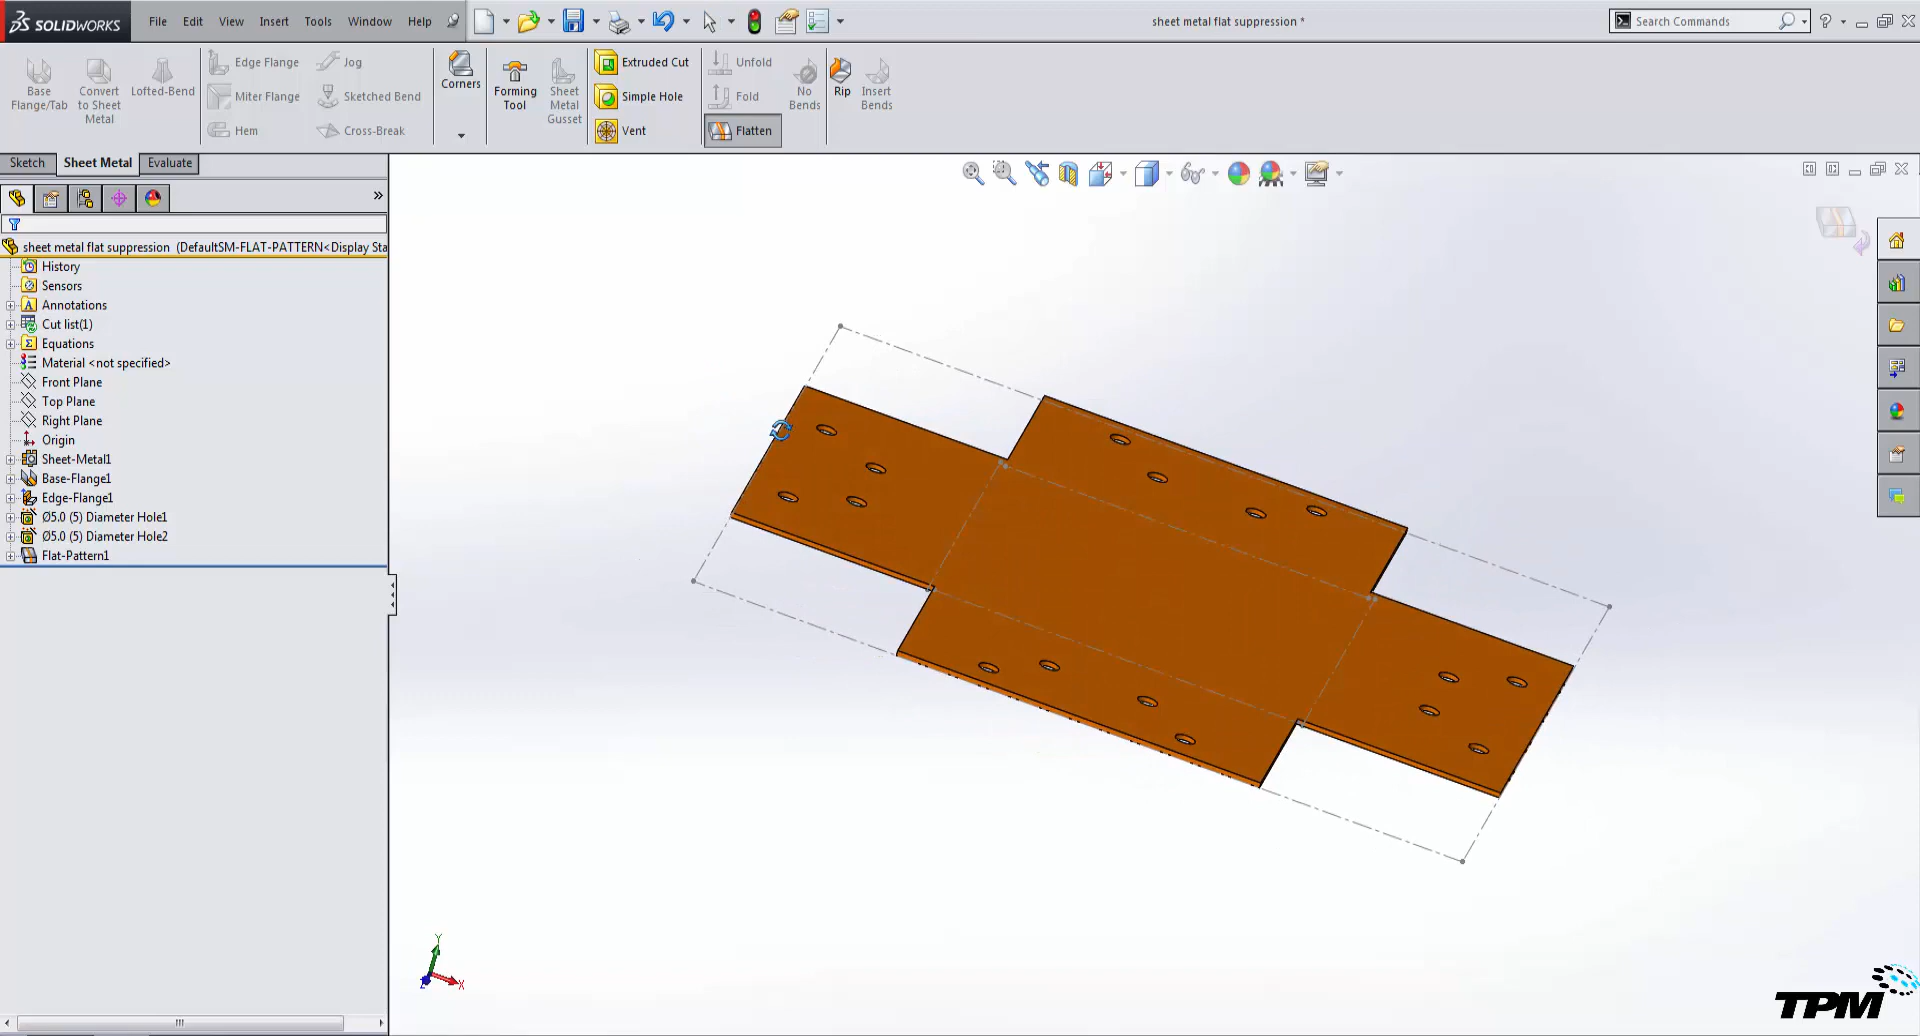 SOLIDWORKS
File Edit View Insert Tools Window Help
sheet metal flat suppression *
Search Commands
Base Flange/Tab
Convert to Sheet Metal
Lofted-Bend
Edge Flange
Miter Flange
Hem
Jog
Sketched Bend
Cross-Break
Corners
Forming Tool
Sheet Metal Gusset
Extruded Cut
Simple Hole
Vent
Unfold
Fold
Flatten
No Bends
Rip
Insert Bends
Sketch Sheet Metal Evaluate
sheet metal flat suppression (DefaultSM-FLAT-PATTERN<Display Sta
History
Sensors
Annotations
Cut list(1)
Equations
Material <not specified>
Front Plane
Top Plane
Right Plane
Origin
Sheet-Metal1
Base-Flange1
Edge-Flange1
Ø5.0 (5) Diameter Hole1
Ø5.0 (5) Diameter Hole2
Flat-Pattern1
Y
X
Z
TPM